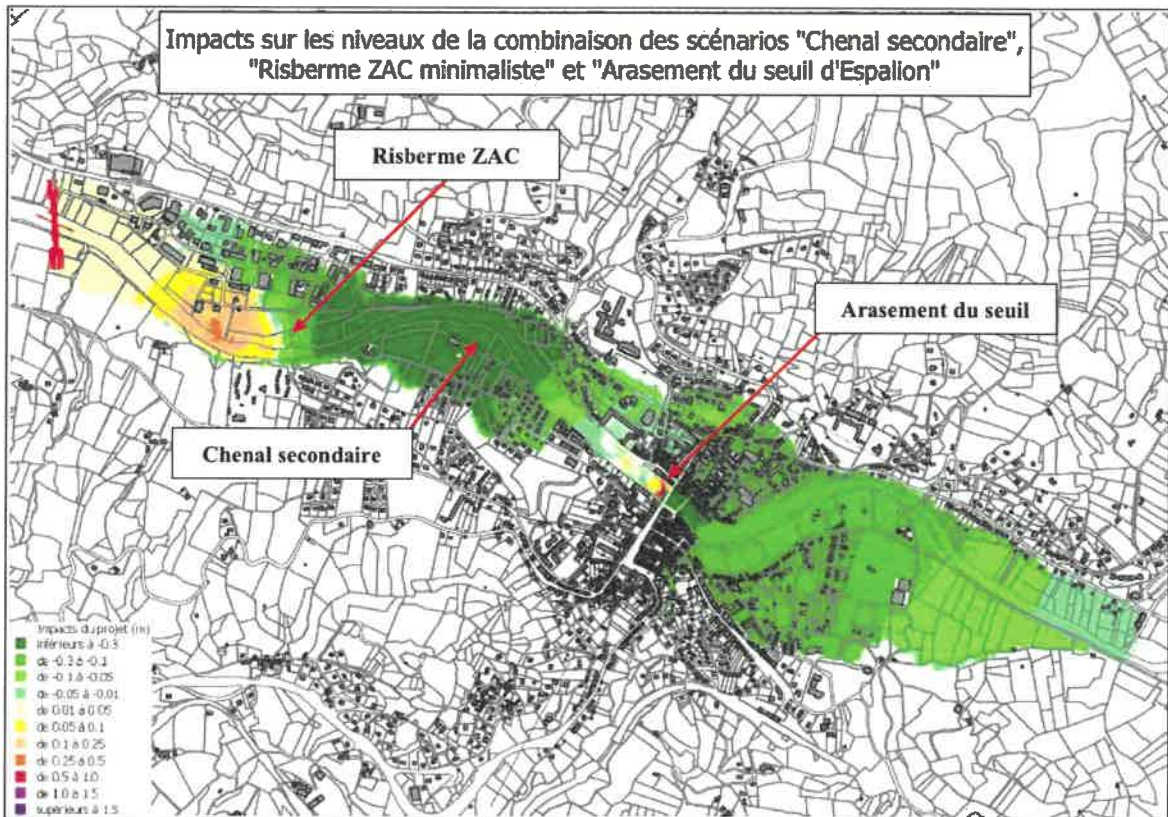 Impacts sur les niveaux de la combinaison des scénarios "Chenal secondaire",
"Risberme ZAC minimaliste" et "Arasement du seuil d'Espalion"
Risberme ZAC
Arasement du seuil
Chenal secondaire
Impacts du projet (m)
inférieurs à -0.3
de -0.3 à -0.1
de -0.1 à -0.05
de -0.05 à -0.01
de 0.01 à 0.05
de 0.05 à 0.1
de 0.1 à 0.25
de 0.25 à 0.5
de 0.5 à 1.0
de 1.0 à 1.5
supérieurs à 1.5